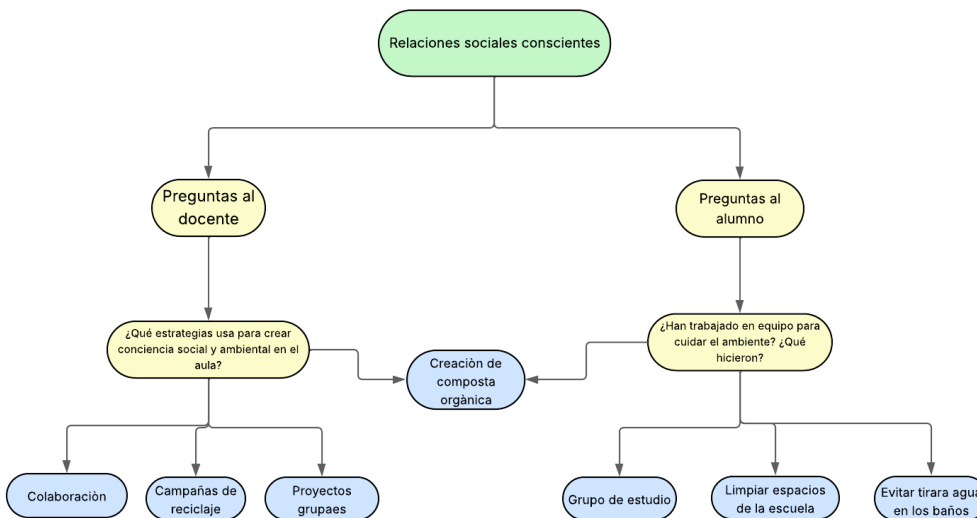 Relaciones sociales conscientes
Preguntas al
docente
Preguntas al
alumno
¿Qué estrategias usa para crear
conciencia social y ambiental en el
aula?
¿Han trabajado en equipo para
cuidar el ambiente? ¿Qué
hicieron?
Creaciòn de
composta
orgànica
Colaboraciòn
Campañas de
reciclaje
Proyectos
grupaes
Grupo de estudio
Limpiar espacios
de la escuela
Evitar tirara agua
en los baños